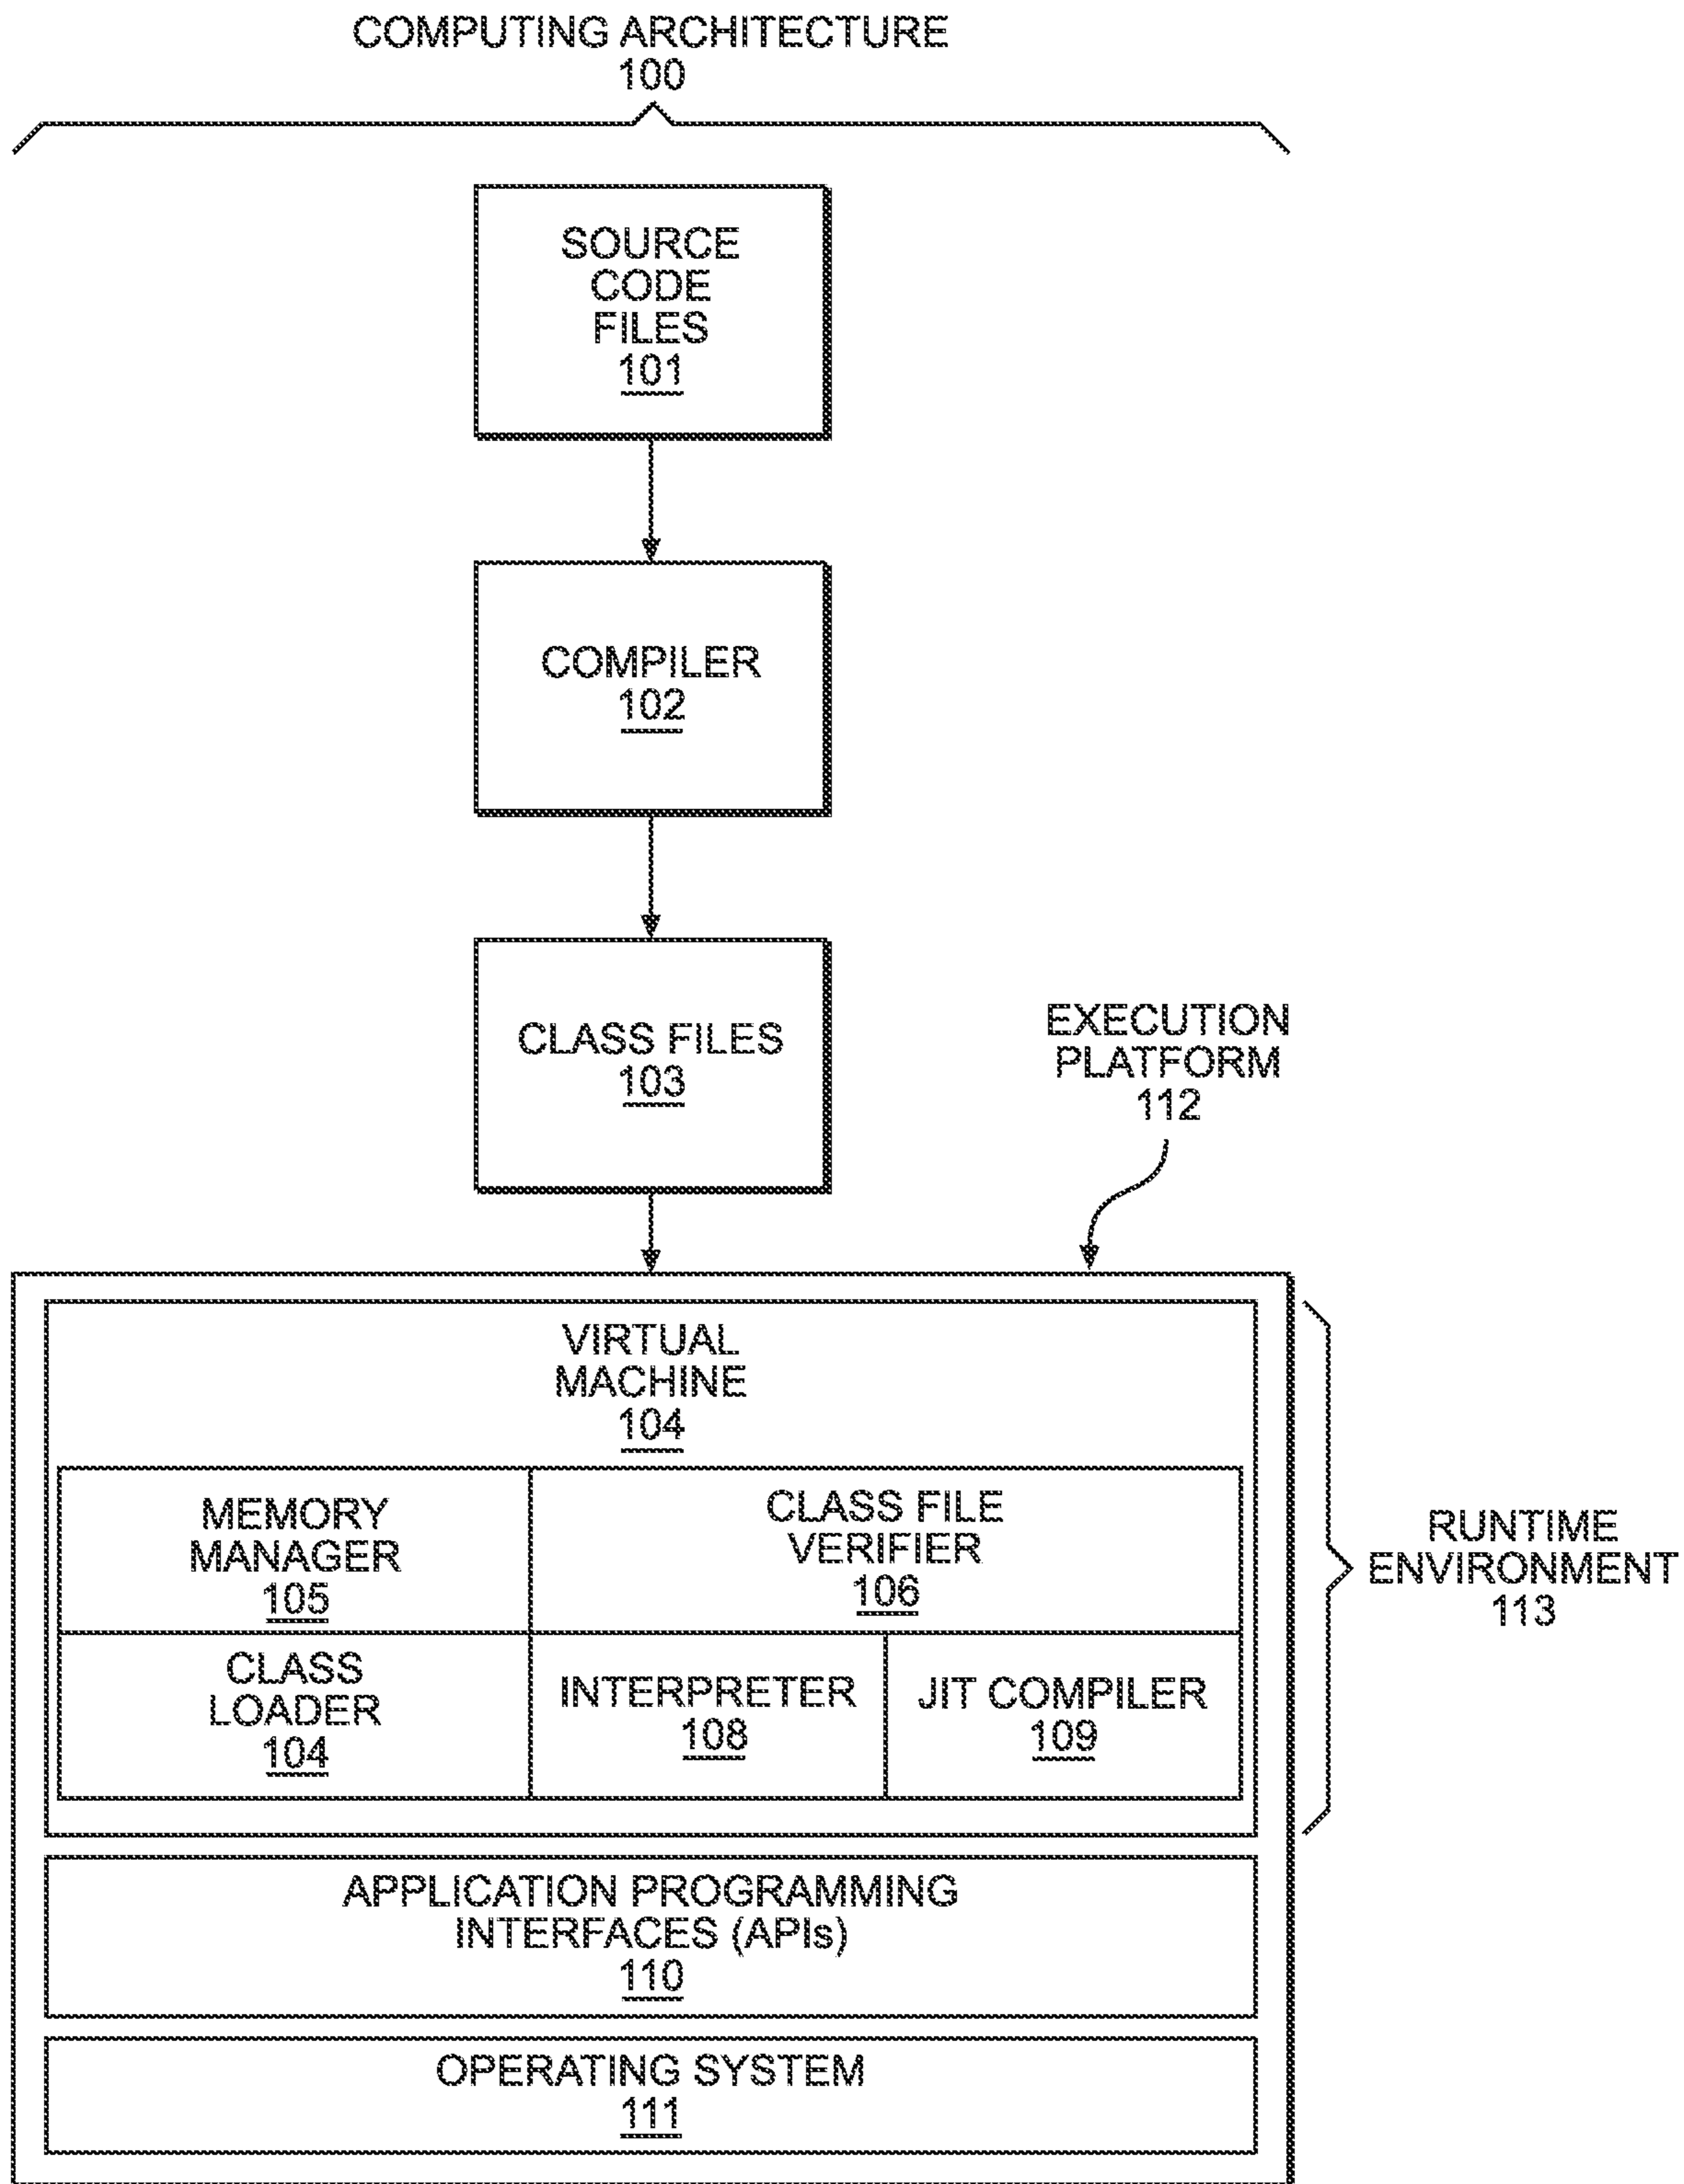 COMPUTING ARCHITECTURE
100
SOURCE
CODE
FILES
101
COMPILER
102
CLASS FILES
103
EXECUTION
PLATFORM
112
VIRTUAL
MACHINE
104
MEMORY
MANAGER
105
CLASS FILE
VERIFIER
106
CLASS
LOADER
104
INTERPRETER
108
JIT COMPILER
109
RUNTIME
ENVIRONMENT
113
APPLICATION PROGRAMMING
INTERFACES (APIs)
110
OPERATING SYSTEM
111